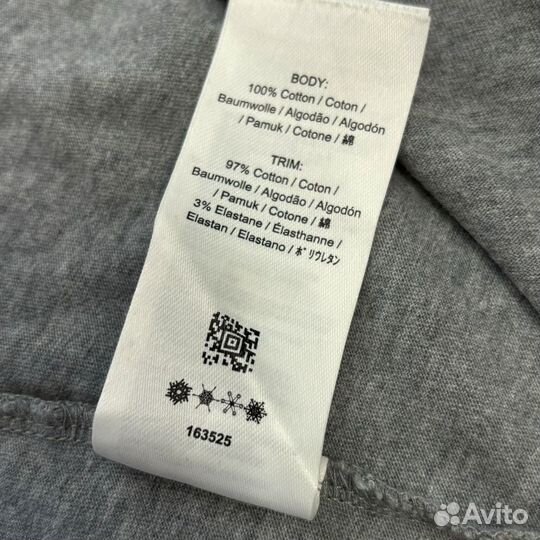 BODY:
100% Cotton / Coton /
Baumwolle / Algodão / Algodón
/ Pamuk / Cotone / 綿
TRIM:
97% Cotton / Coton /
Baumwolle / Algodão / Algodón
/ Pamuk / Cotone / 綿
3% Elastane / Élasthanne /
Elastan / Elastano / ﾎﾟﾘｳﾚﾀﾝ
163525
Avito